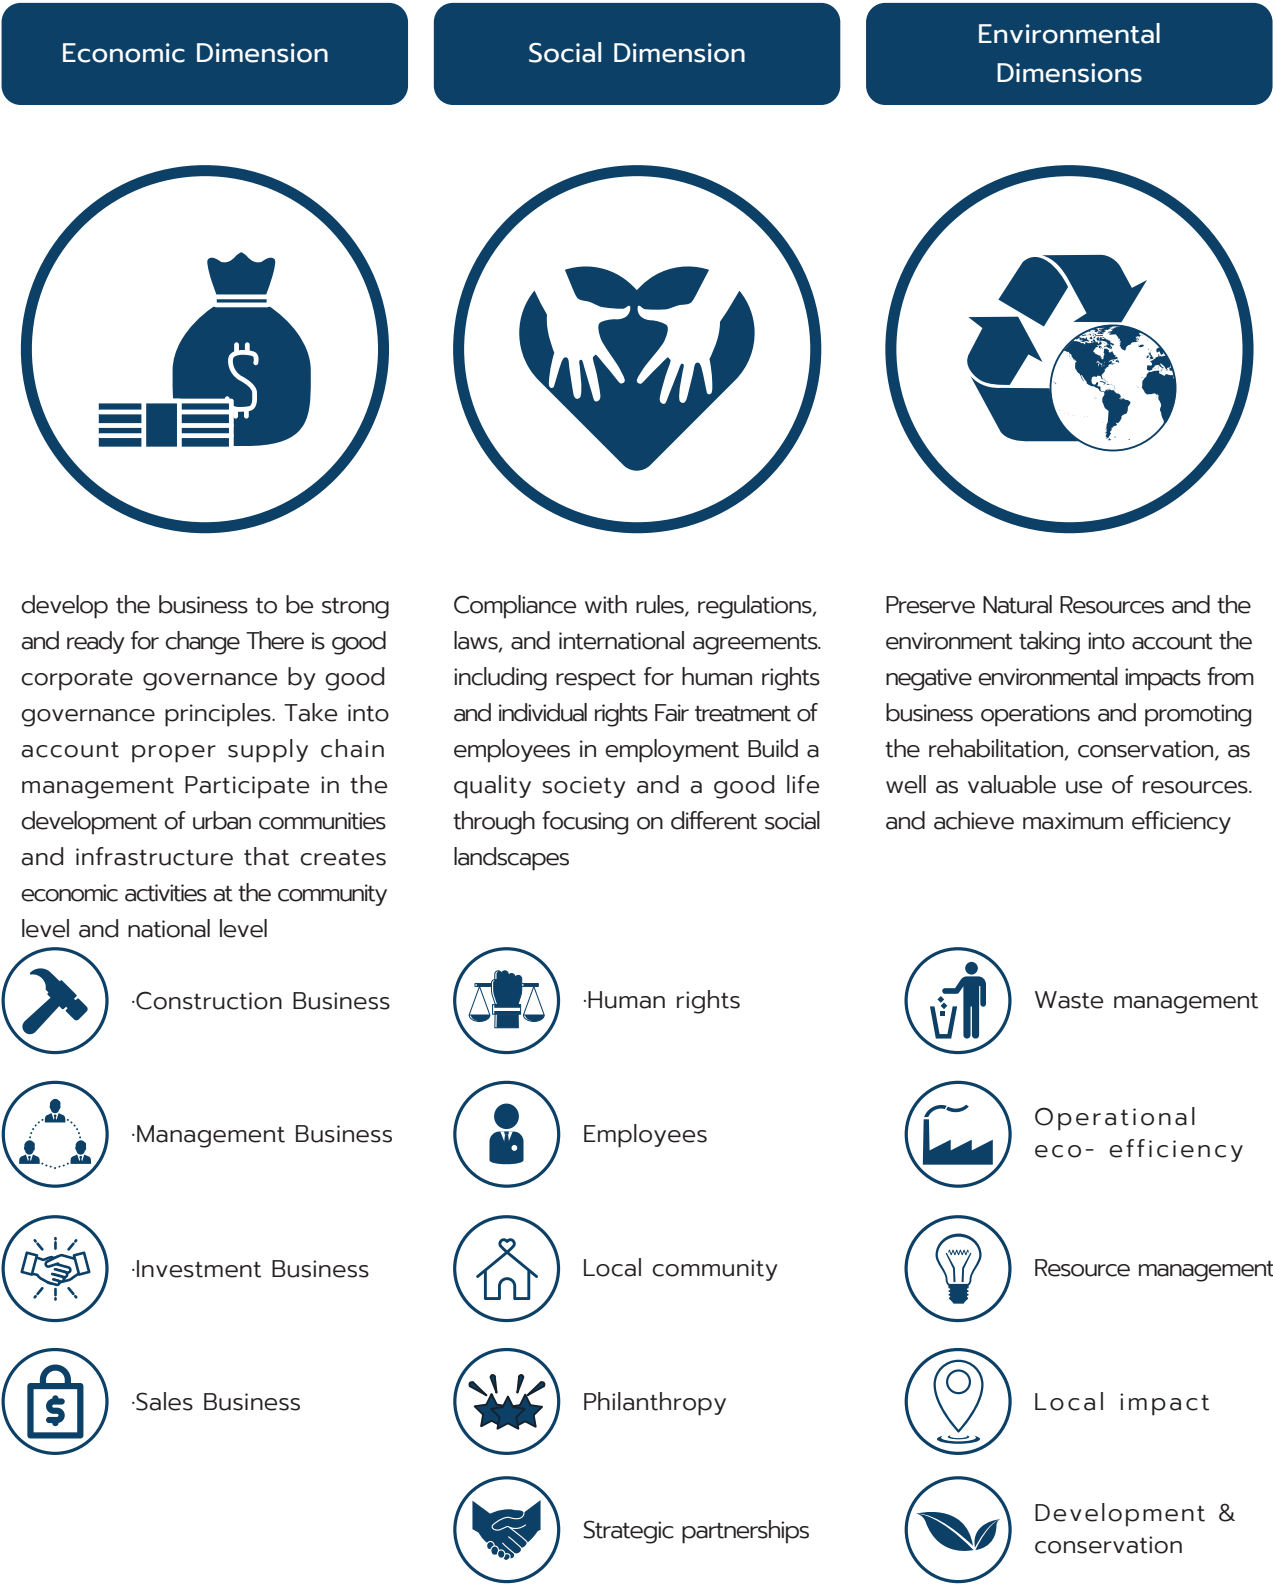 Economic Dimension
Social Dimension
Environmental
Dimensions
develop the business to be strong
and ready for change There is good
corporate governance by good
governance principles. Take into
account proper supply chain
management Participate in the
development of urban communities
and infrastructure that creates
economic activities at the community
level and national level
Compliance with rules, regulations,
laws, and international agreements.
including respect for human rights
and individual rights Fair treatment of
employees in employment Build a
quality society and a good life
through focusing on different social
landscapes
Preserve Natural Resources and the
environment taking into account the
negative environmental impacts from
business operations and promoting
the rehabilitation, conservation, as
well as valuable use of resources.
and achieve maximum efficiency
·Construction Business
·Management Business
·Investment Business
·Sales Business
·Human rights
Employees
Local community
Philanthropy
Strategic partnerships
Waste management
Operational
eco- efficiency
Resource management
Local impact
Development &
conservation